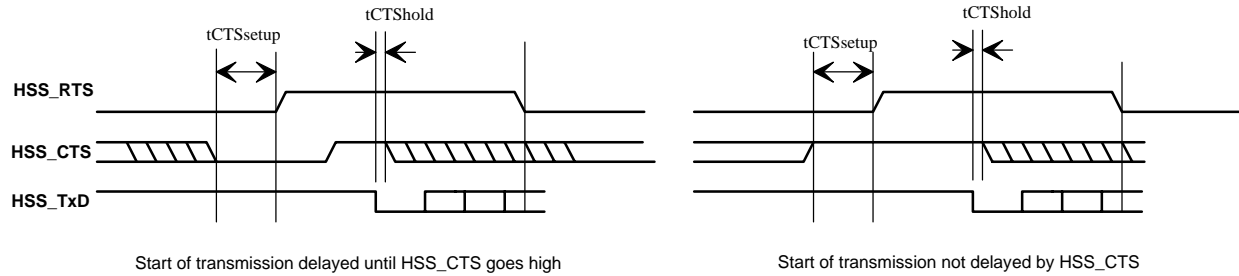 tCTShold
tCTSsetup
HSS_RTS
HSS_CTS
HSS_TxD
Start of transmission delayed until HSS_CTS goes high
tCTShold
tCTSsetup
Start of transmission not delayed by HSS_CTS